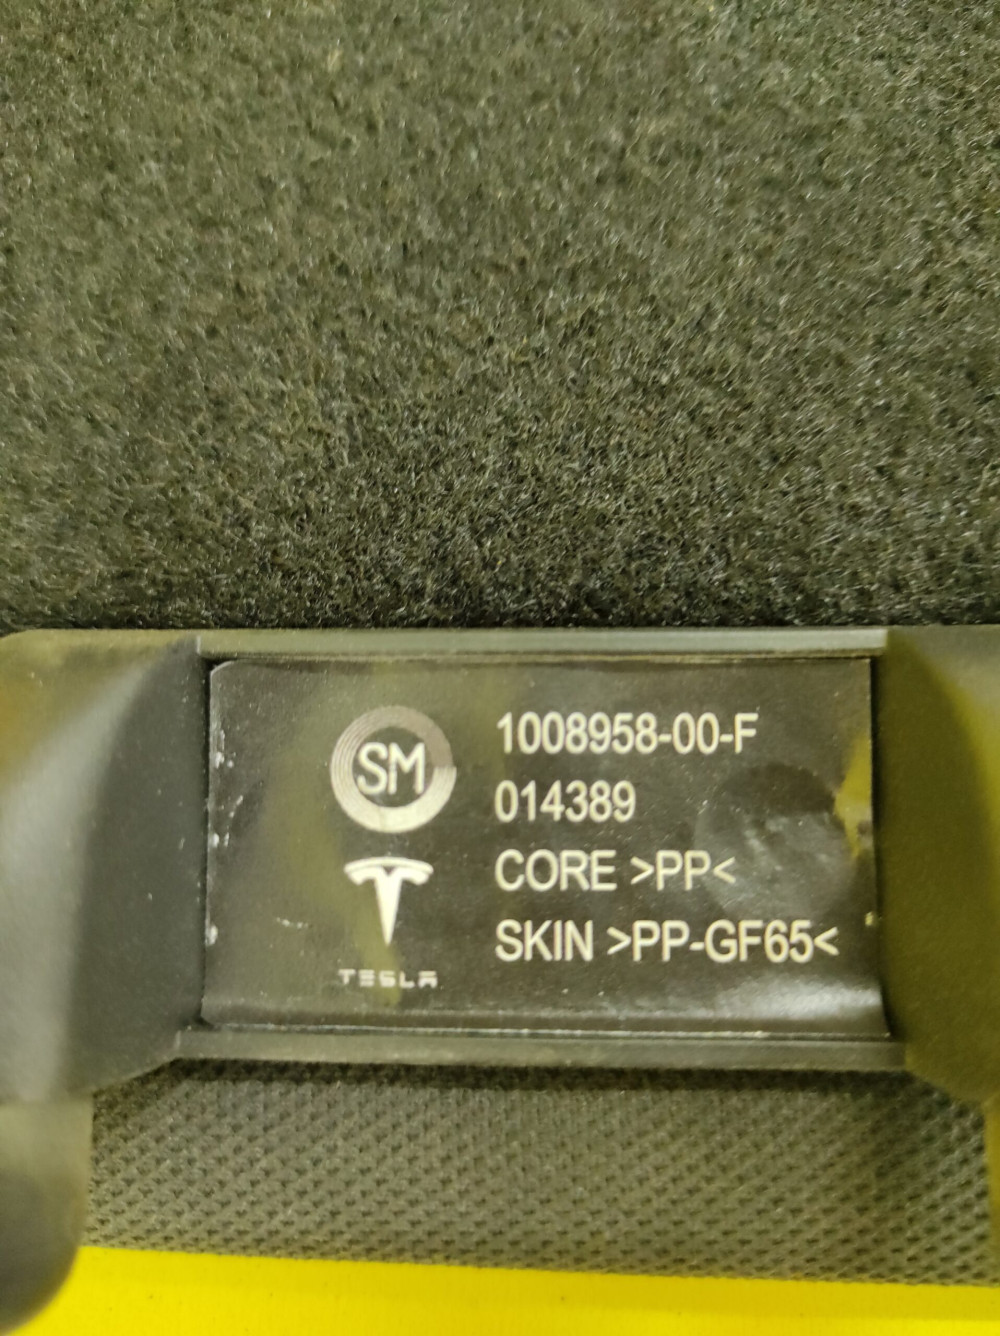 SM
1008958-00-F
014389
CORE >PP<
SKIN >PP-GF65<
TESLA